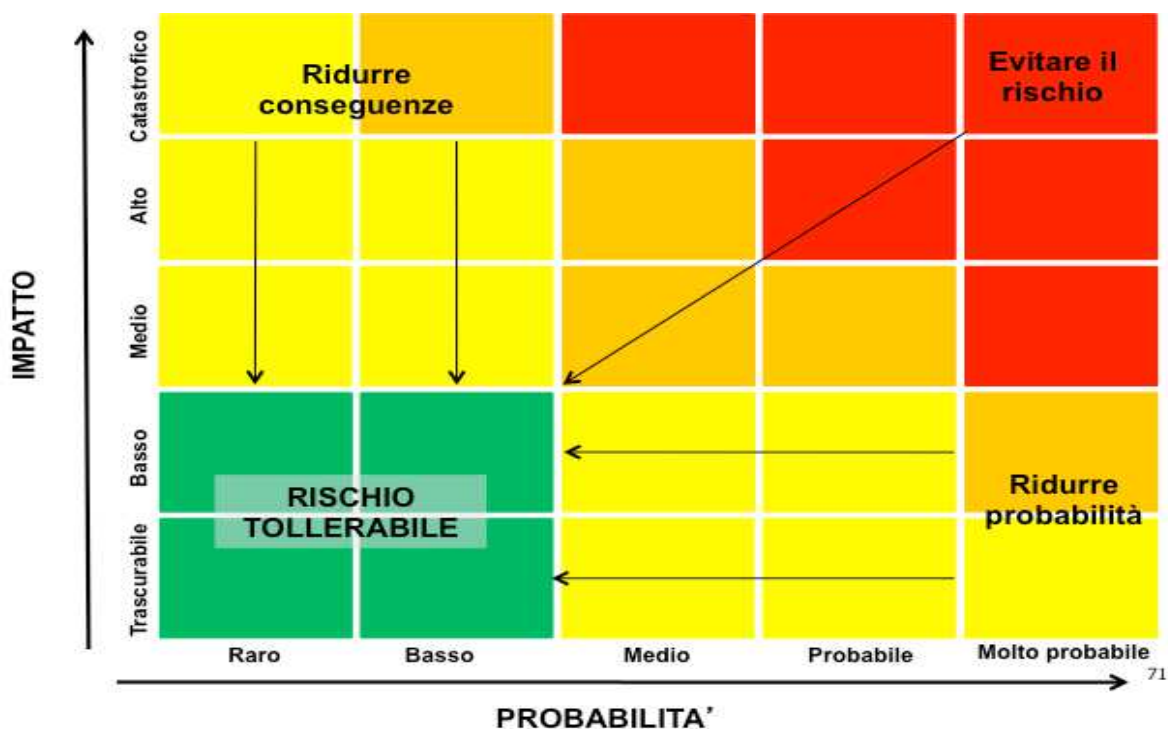 IMPATTO
Catastrofico
Alto
Medio
Basso
Trascurabile
Ridurre
conseguenze
Evitare il
rischio
RISCHIO
TOLLERABILE
Ridurre
probabilità
Raro
Basso
Medio
Probabile
Molto probabile
71
PROBABILITA’